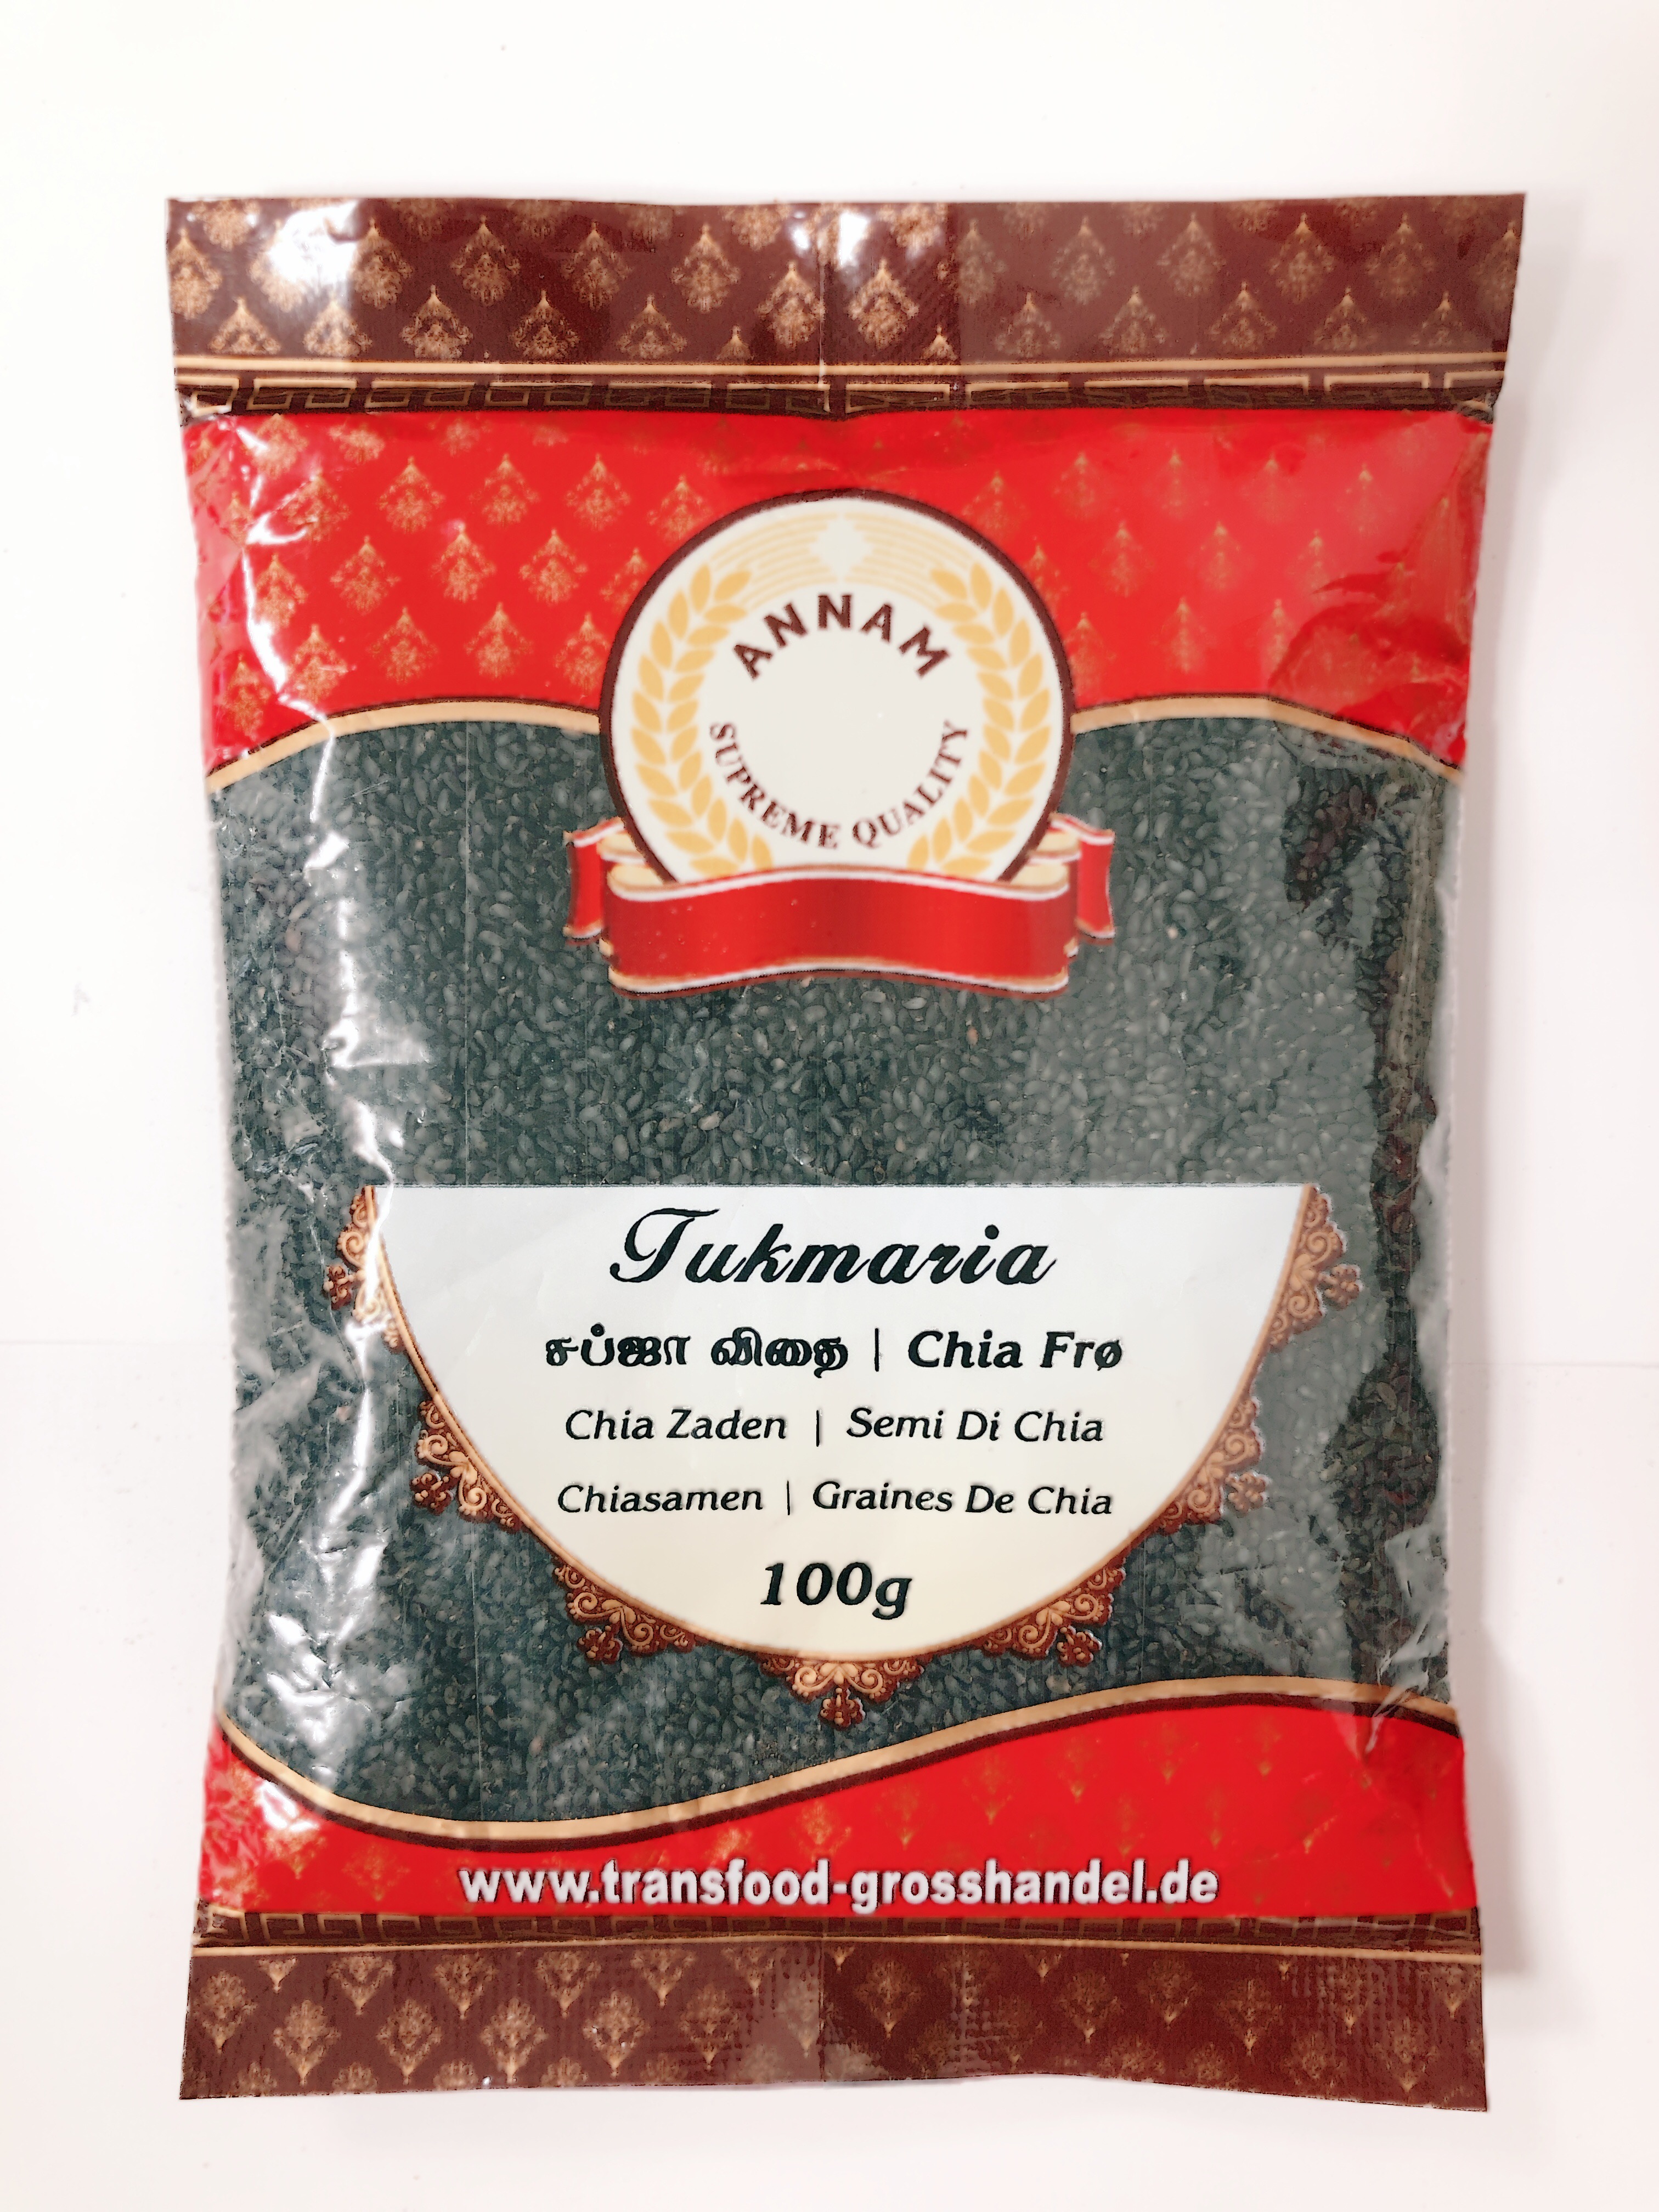 ANNAM
SUPREME QUALITY
Tukmaria
சப்ஜா விதை | Chia Frø
Chia Zaden | Semi Di Chia
Chiasamen | Graines De Chia
100g
www.transfood-grosshandel.de